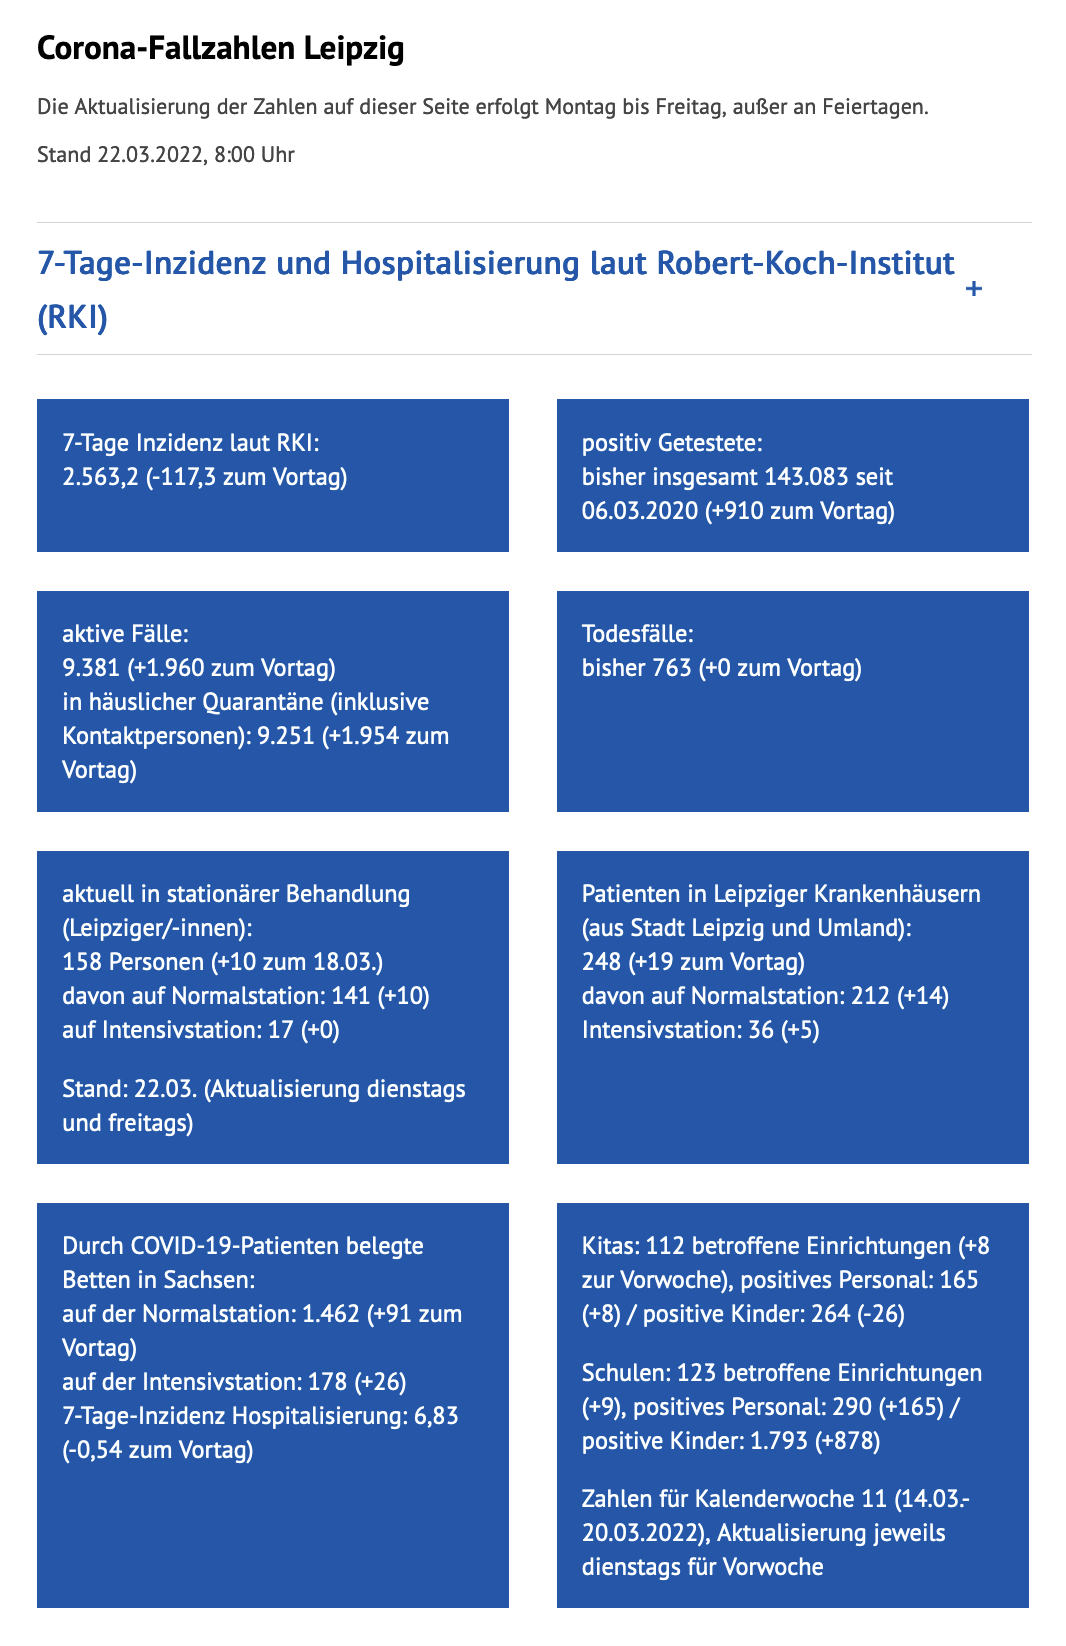 Corona-Fallzahlen Leipzig
Die Aktualisierung der Zahlen auf dieser Seite erfolgt Montag bis Freitag, außer an Feiertagen.
Stand 22.03.2022, 8:00 Uhr
7-Tage-Inzidenz und Hospitalisierung laut Robert-Koch-Institut
(RKI)
+
7-Tage Inzidenz laut RKI:
2.563,2 (-117,3 zum Vortag)
positiv Getestete:
bisher insgesamt 143.083 seit
06.03.2020 (+910 zum Vortag)
aktive Fälle:
9.381 (+1.960 zum Vortag)
in häuslicher Quarantäne (inklusive
Kontaktpersonen): 9.251 (+1.954 zum
Vortag)
Todesfälle:
bisher 763 (+0 zum Vortag)
aktuell in stationärer Behandlung
(Leipziger/-innen):
158 Personen (+10 zum 18.03.)
davon auf Normalstation: 141 (+10)
auf Intensivstation: 17 (+0)
Stand: 22.03. (Aktualisierung dienstags
und freitags)
Patienten in Leipziger Krankenhäusern
(aus Stadt Leipzig und Umland):
248 (+19 zum Vortag)
davon auf Normalstation: 212 (+14)
Intensivstation: 36 (+5)
Durch COVID-19-Patienten belegte
Betten in Sachsen:
auf der Normalstation: 1.462 (+91 zum
Vortag)
auf der Intensivstation: 178 (+26)
7-Tage-Inzidenz Hospitalisierung: 6,83
(-0,54 zum Vortag)
Kitas: 112 betroffene Einrichtungen (+8
zur Vorwoche), positives Personal: 165
(+8) / positive Kinder: 264 (-26)
Schulen: 123 betroffene Einrichtungen
(+9), positives Personal: 290 (+165) /
positive Kinder: 1.793 (+878)
Zahlen für Kalenderwoche 11 (14.03.-
20.03.2022), Aktualisierung jeweils
dienstags für Vorwoche